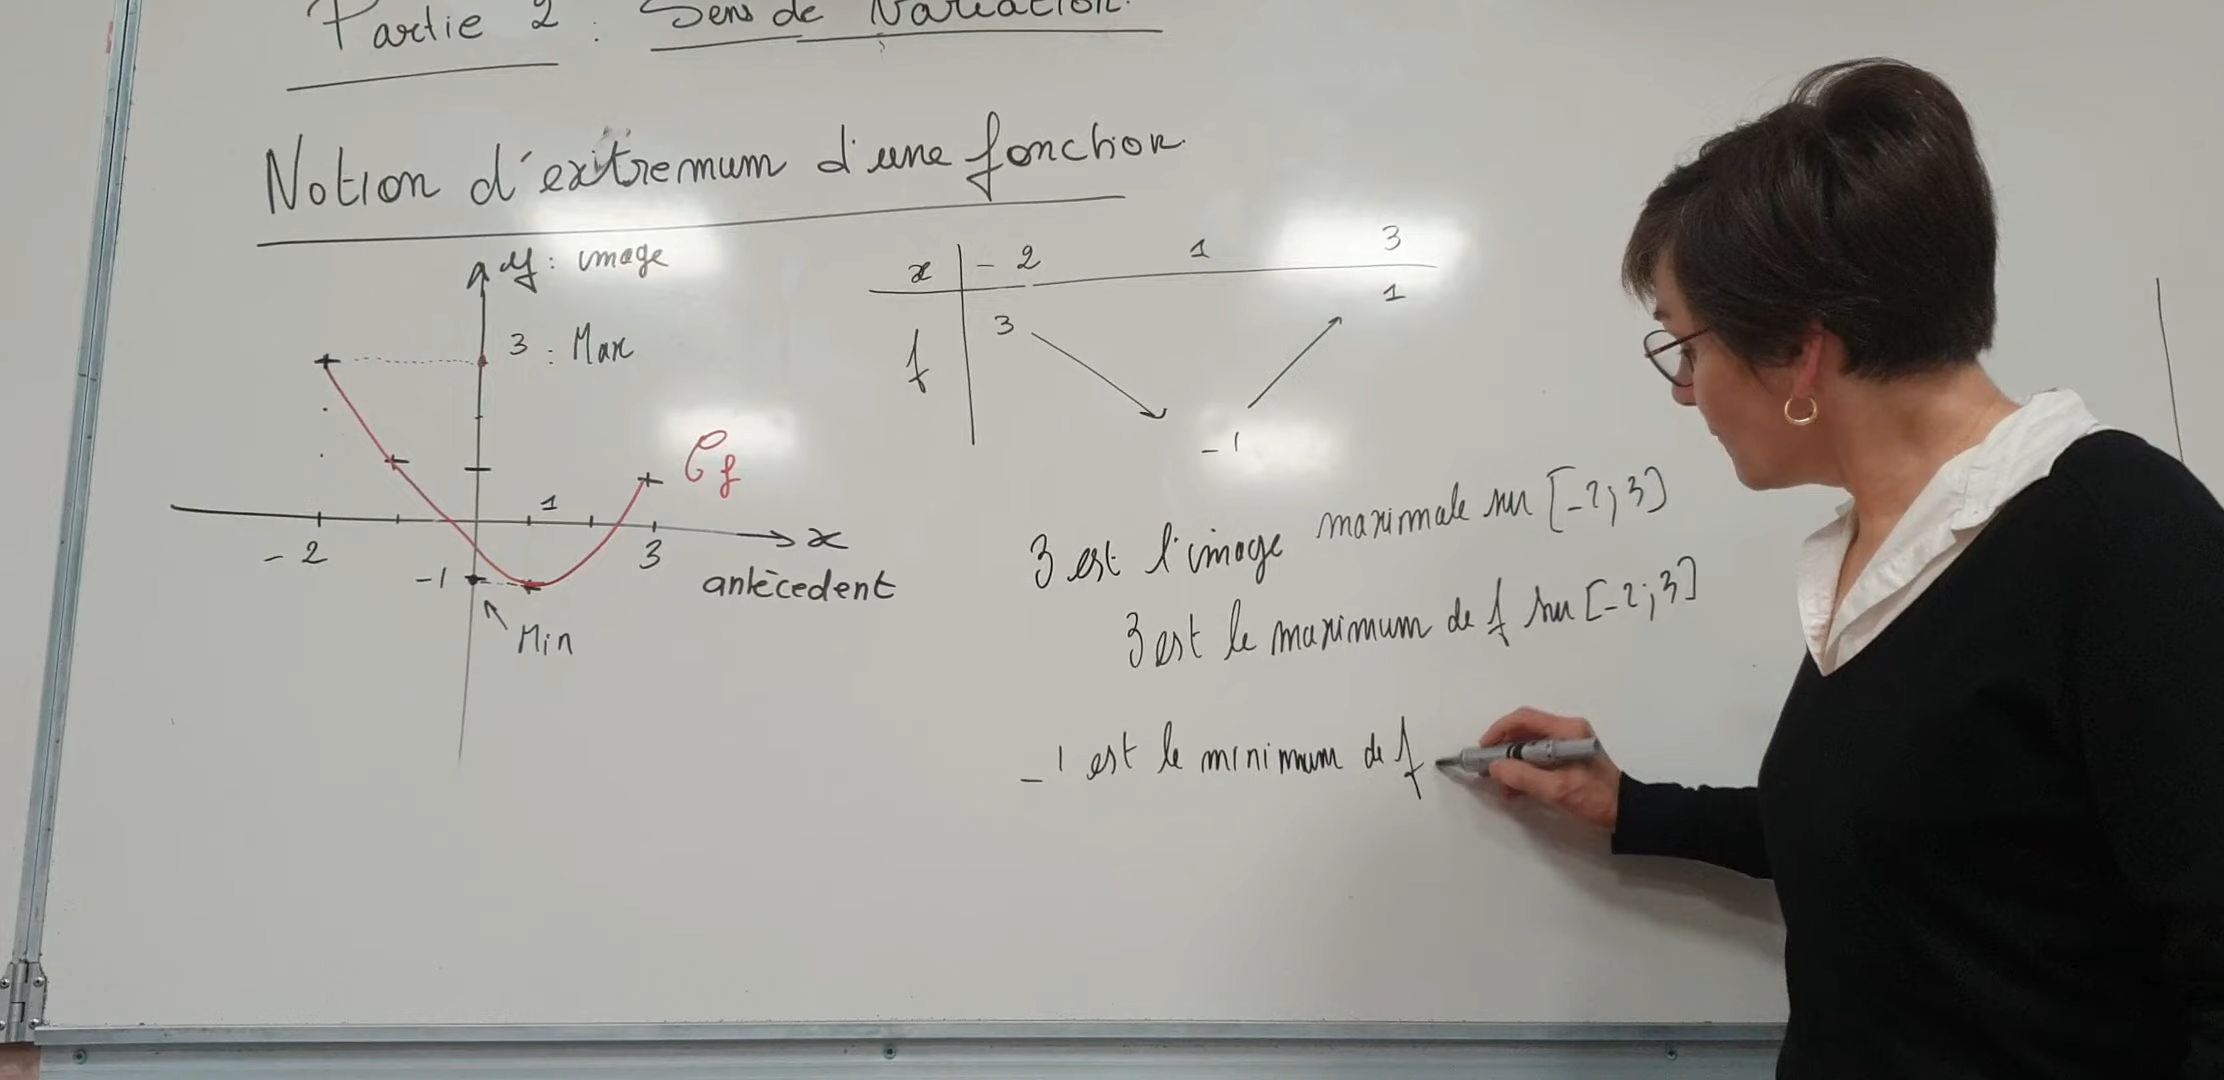 Partie 2 : Sens de Variation.
Notion d'extremum d'une fonction.
y : image
3 : Max
-2
1
3
x
antécedent
-1
Min
Cf
x -2 1 3
f 3 -1 1
3 est l'image maximale sur [-2;3]
3 est le maximum de f sur [-2;3]
-1 est le minimum de f